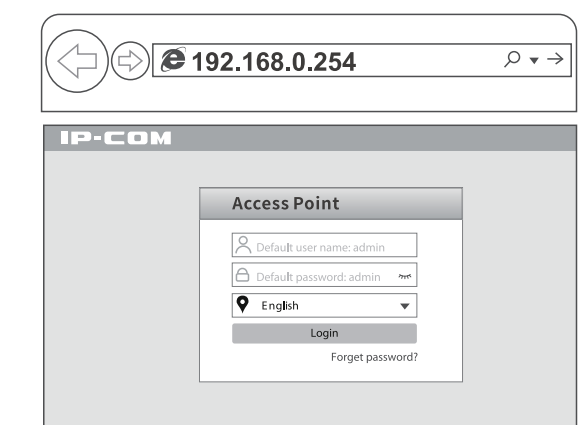 192.168.0.254
IP-COM
Access Point
Default user name: admin
Default password: admin
English
Login
Forget password?